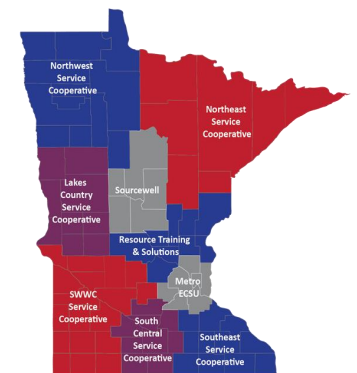 Northwest
Service
Cooperative
Northeast
Service
Cooperative
Lakes
Country
Service
Cooperative
Sourcewell
Resource Training
& Solutions
Metro
ECSU
SWWC
Service
Cooperative
South
Central
Service
Cooperative
Southeast
Service
Cooperative